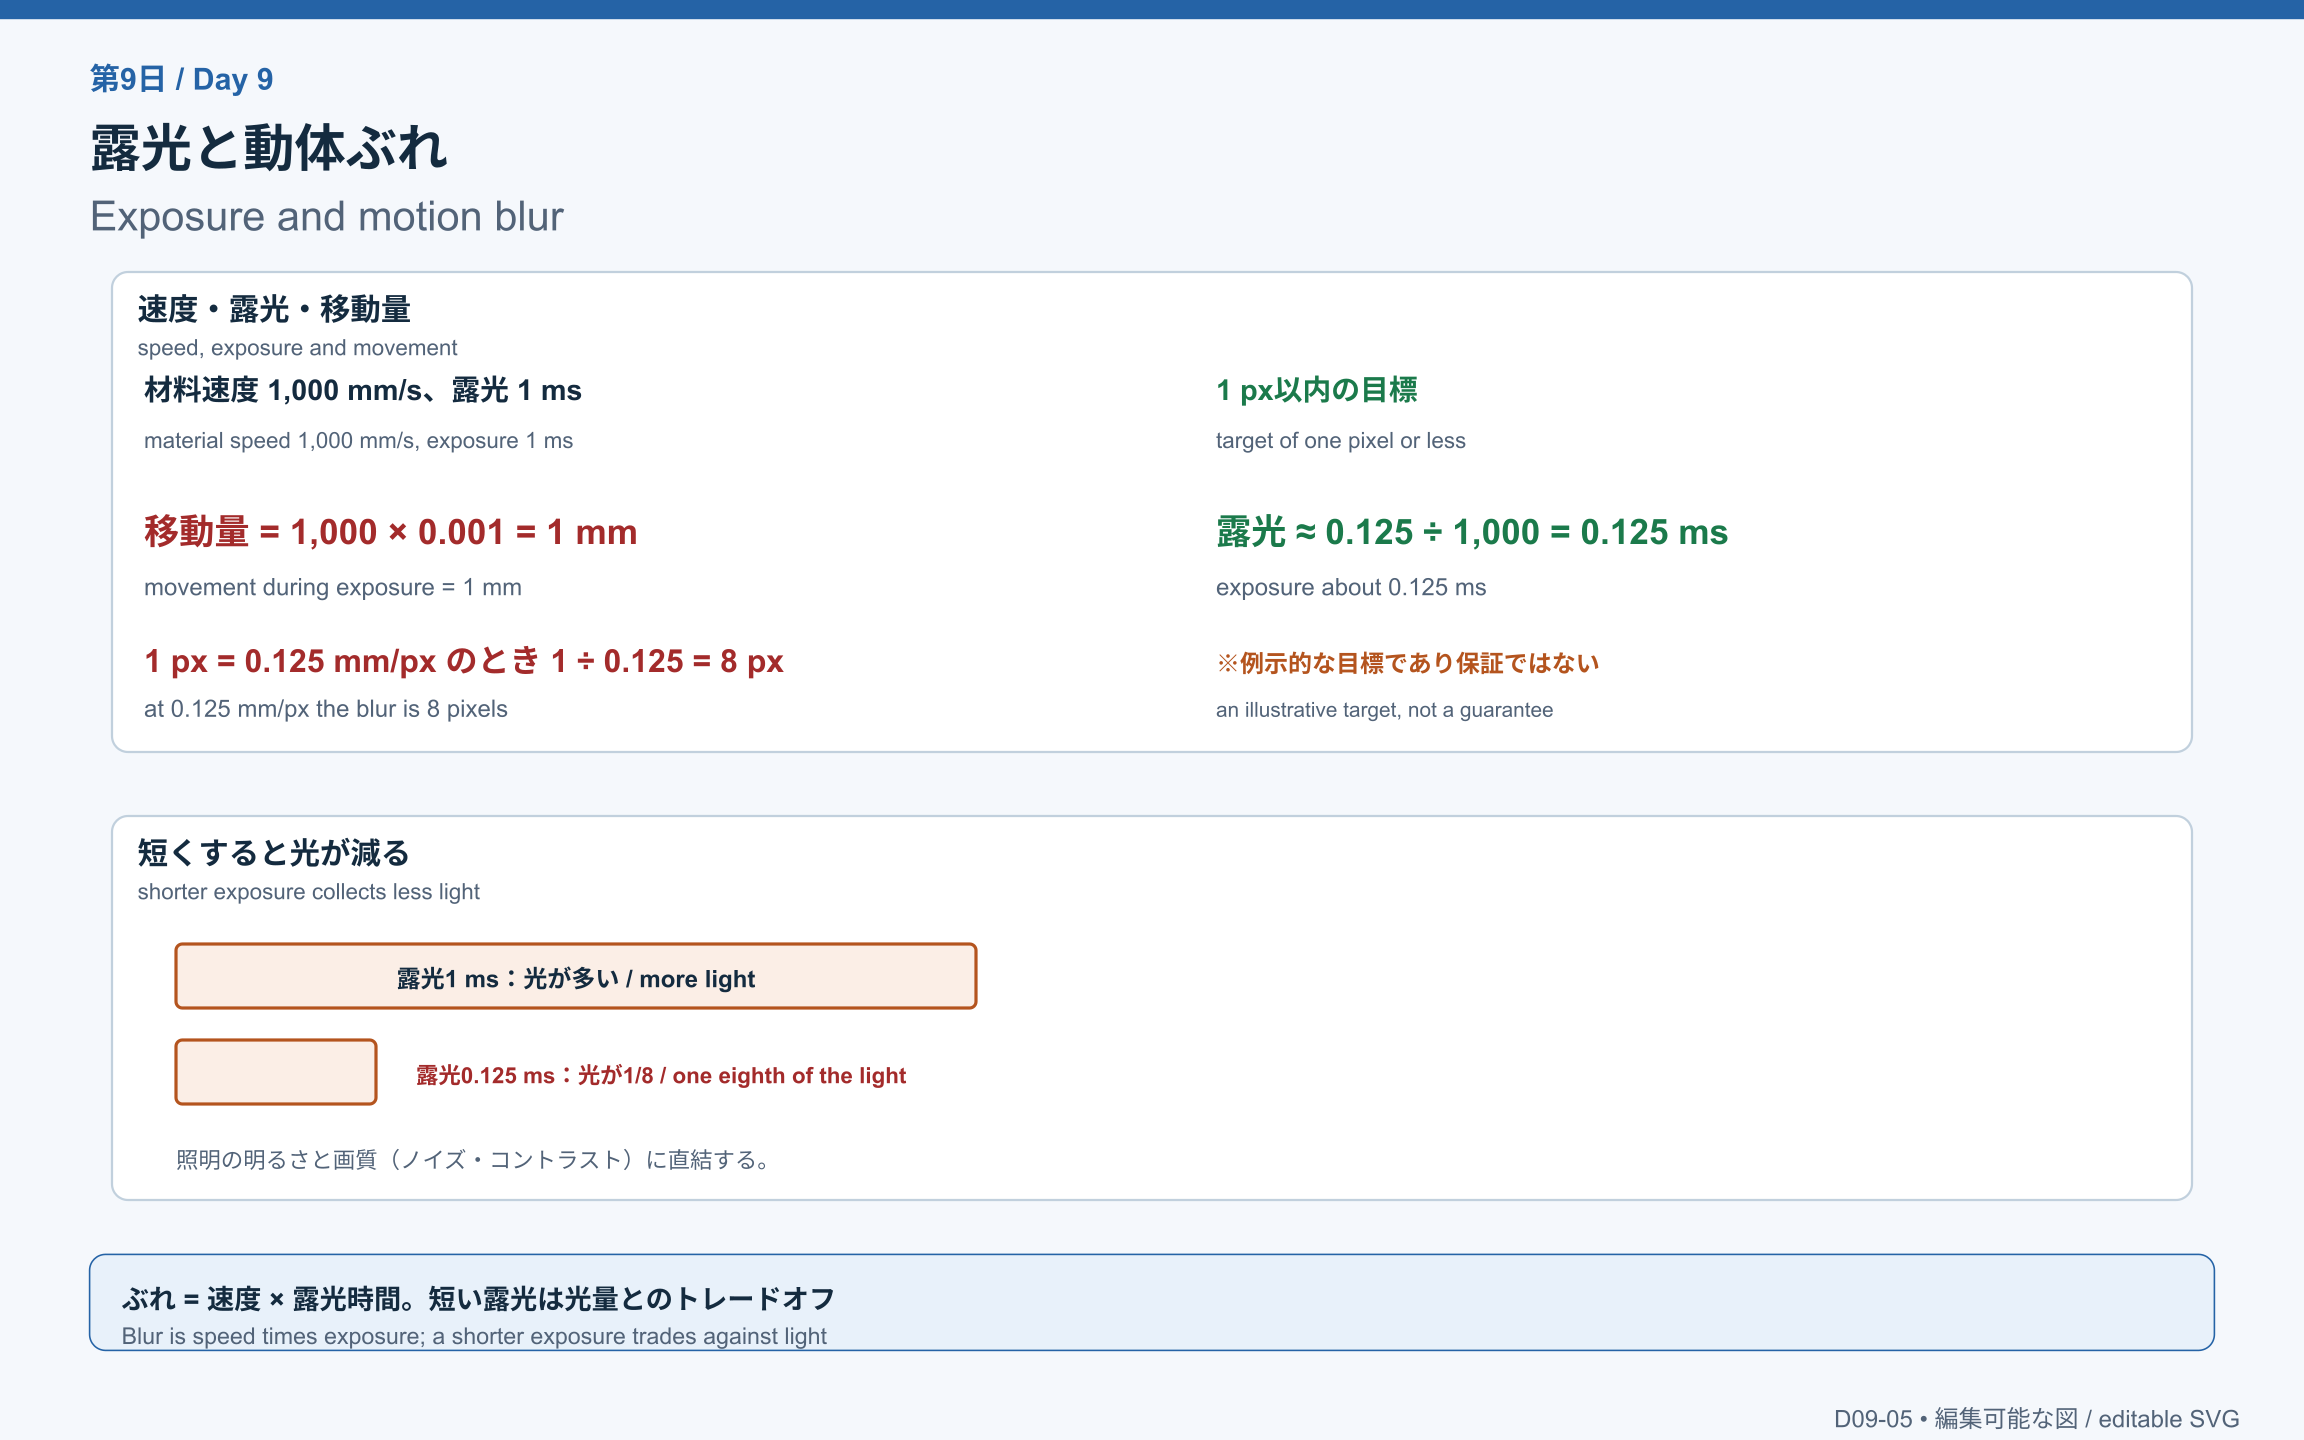 第9日 / Day 9
露光と動体ぶれ
Exposure and motion blur
速度・露光・移動量
speed, exposure and movement
材料速度 1,000 mm/s、露光 1 ms
material speed 1,000 mm/s, exposure 1 ms
移動量 = 1,000 × 0.001 = 1 mm
movement during exposure = 1 mm
1 px = 0.125 mm/px のとき 1 ÷ 0.125 = 8 px
at 0.125 mm/px the blur is 8 pixels
1 px以内の目標
target of one pixel or less
露光 ≈ 0.125 ÷ 1,000 = 0.125 ms
exposure about 0.125 ms
※例示的な目標であり保証ではない
an illustrative target, not a guarantee
短くすると光が減る
shorter exposure collects less light
露光1 ms：光が多い / more light
露光0.125 ms：光が1/8 / one eighth of the light
照明の明るさと画質（ノイズ・コントラスト）に直結する。
ぶれ = 速度 × 露光時間。短い露光は光量とのトレードオフ
Blur is speed times exposure; a shorter exposure trades against light
D09-05 • 編集可能な図 / editable SVG